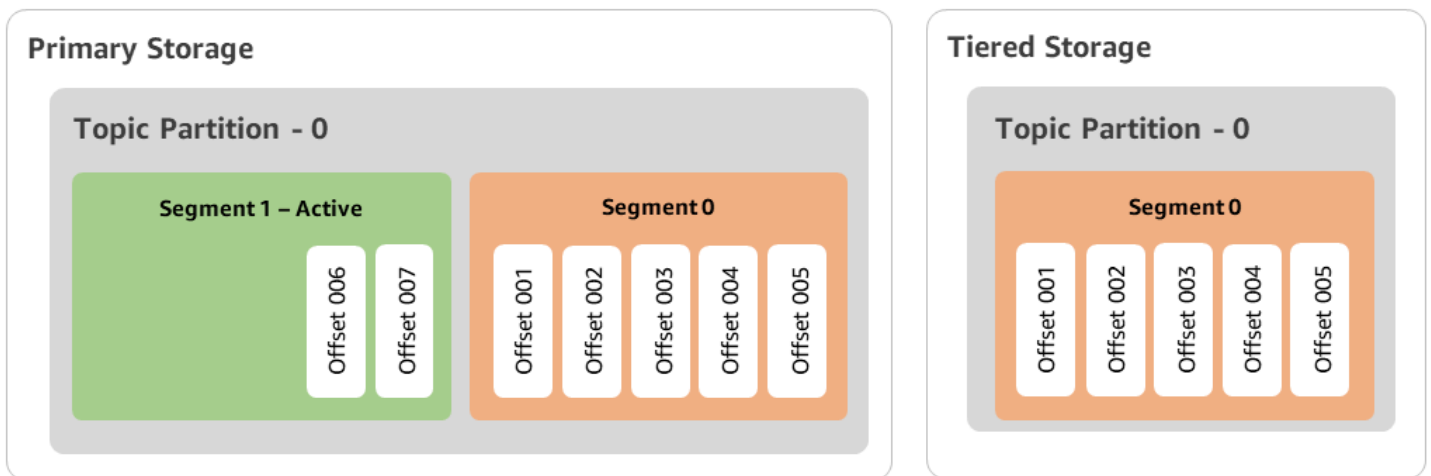 Primary Storage
Topic Partition - 0
Segment 1 – Active
Offset 006
Offset 007
Segment 0
Offset 001
Offset 002
Offset 003
Offset 004
Offset 005
Tiered Storage
Topic Partition - 0
Segment 0
Offset 001
Offset 002
Offset 003
Offset 004
Offset 005